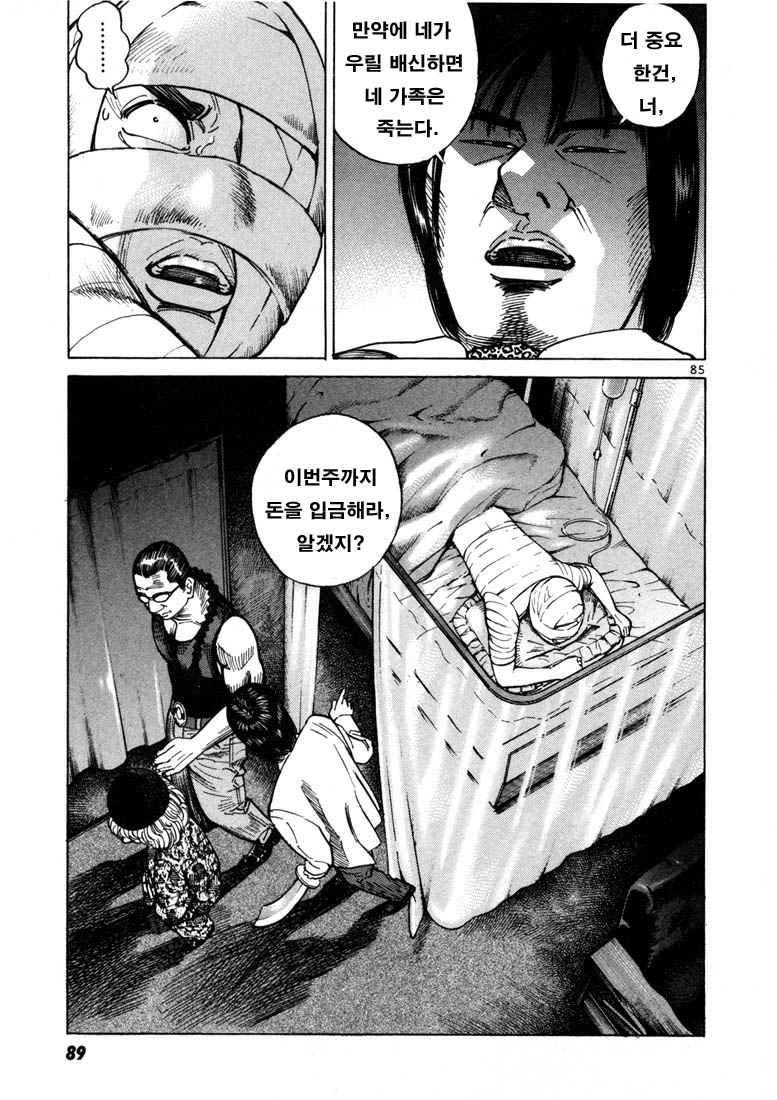 더 중요
한건,
너,
만약에 네가
우릴 배신하면
네 가족은
죽는다.
………
85
이번주까지
돈을 입금해라,
알겠지?
89